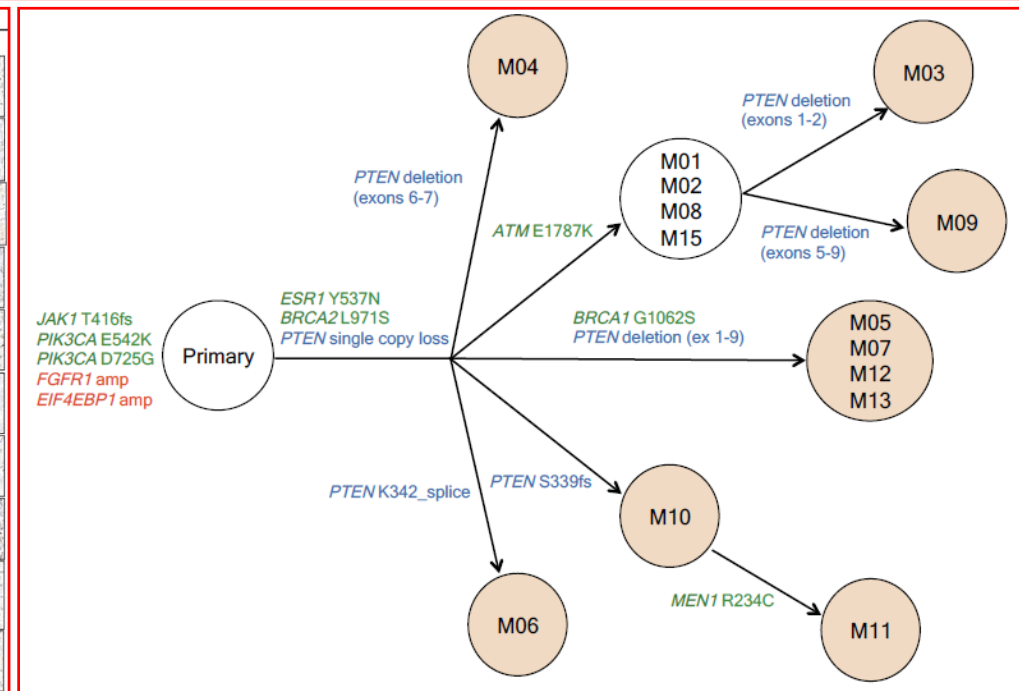 M04
M03
PTEN deletion
(exons 1-2)
M01
M02
M08
M15
PTEN deletion
(exons 6-7)
ATM E1787K
M09
PTEN deletion
(exons 5-9)
JAK1 T416fs
PIK3CA E542K
PIK3CA D725G
FGFR1 amp
EIF4EBP1 amp
Primary
ESR1 Y537N
BRCA2 L971S
PTEN single copy loss
BRCA1 G1062S
PTEN deletion (ex 1-9)
M05
M07
M12
M13
PTEN K342_splice
PTEN S339fs
M10
MEN1 R234C
M06
M11